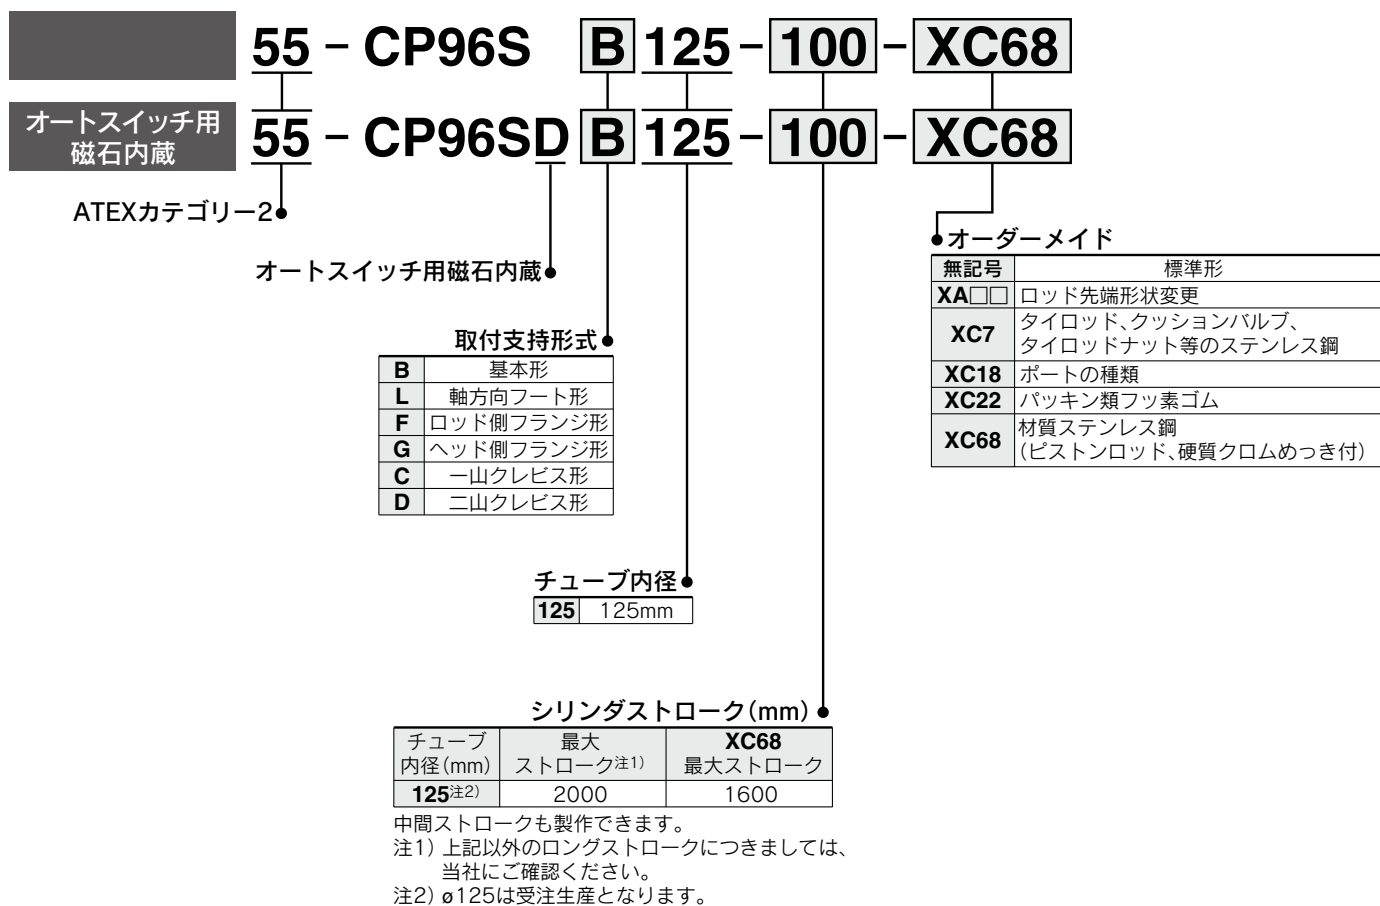 55 - CP96S B 125 - 100 - XC68
オートスイッチ用
磁石内蔵
55 - CP96SD B 125 - 100 - XC68
ATEXカテゴリー2
オートスイッチ用磁石内蔵
オーダーメイド
無記号 標準形
XA□□ ロッド先端形状変更
XC7 タイロッド、クッションバルブ、
タイロッドナット等のステンレス鋼
XC18 ポートの種類
XC22 パッキン類フッ素ゴム
XC68 材質ステンレス鋼
(ピストンロッド、硬質クロムめっき付)
取付支持形式
B 基本形
L 軸方向フート形
F ロッド側フランジ形
G ヘッド側フランジ形
C 一山クレビス形
D 二山クレビス形
チューブ内径
125 125mm
シリンダストローク(mm)
チューブ 最大 XC68
内径(mm) ストローク注1) 最大ストローク
125注2) 2000 1600
中間ストロークも製作できます。
注1) 上記以外のロングストロークにつきましては、
当社にご確認ください。
注2) ø125は受注生産となります。